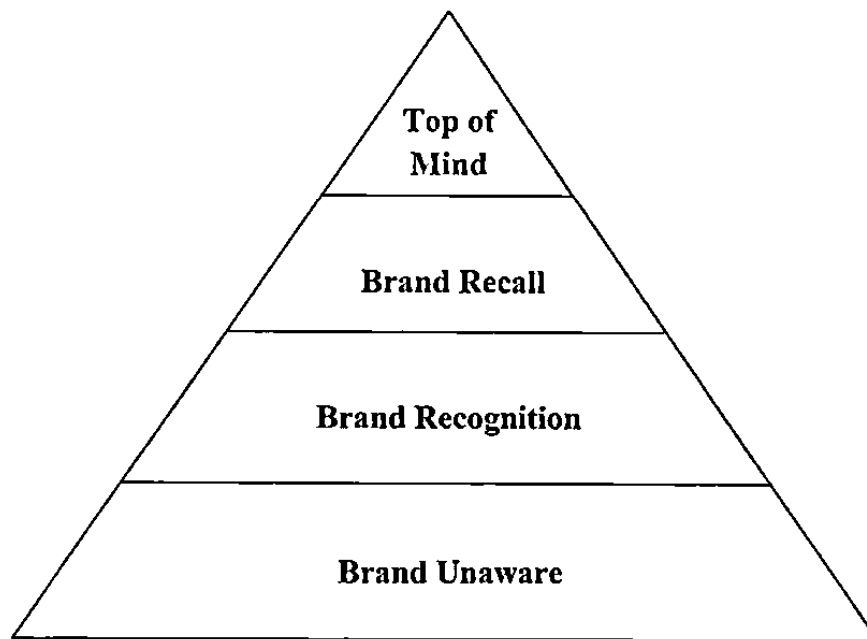 Top of
Mind
Brand Recall
Brand Recognition
Brand Unaware